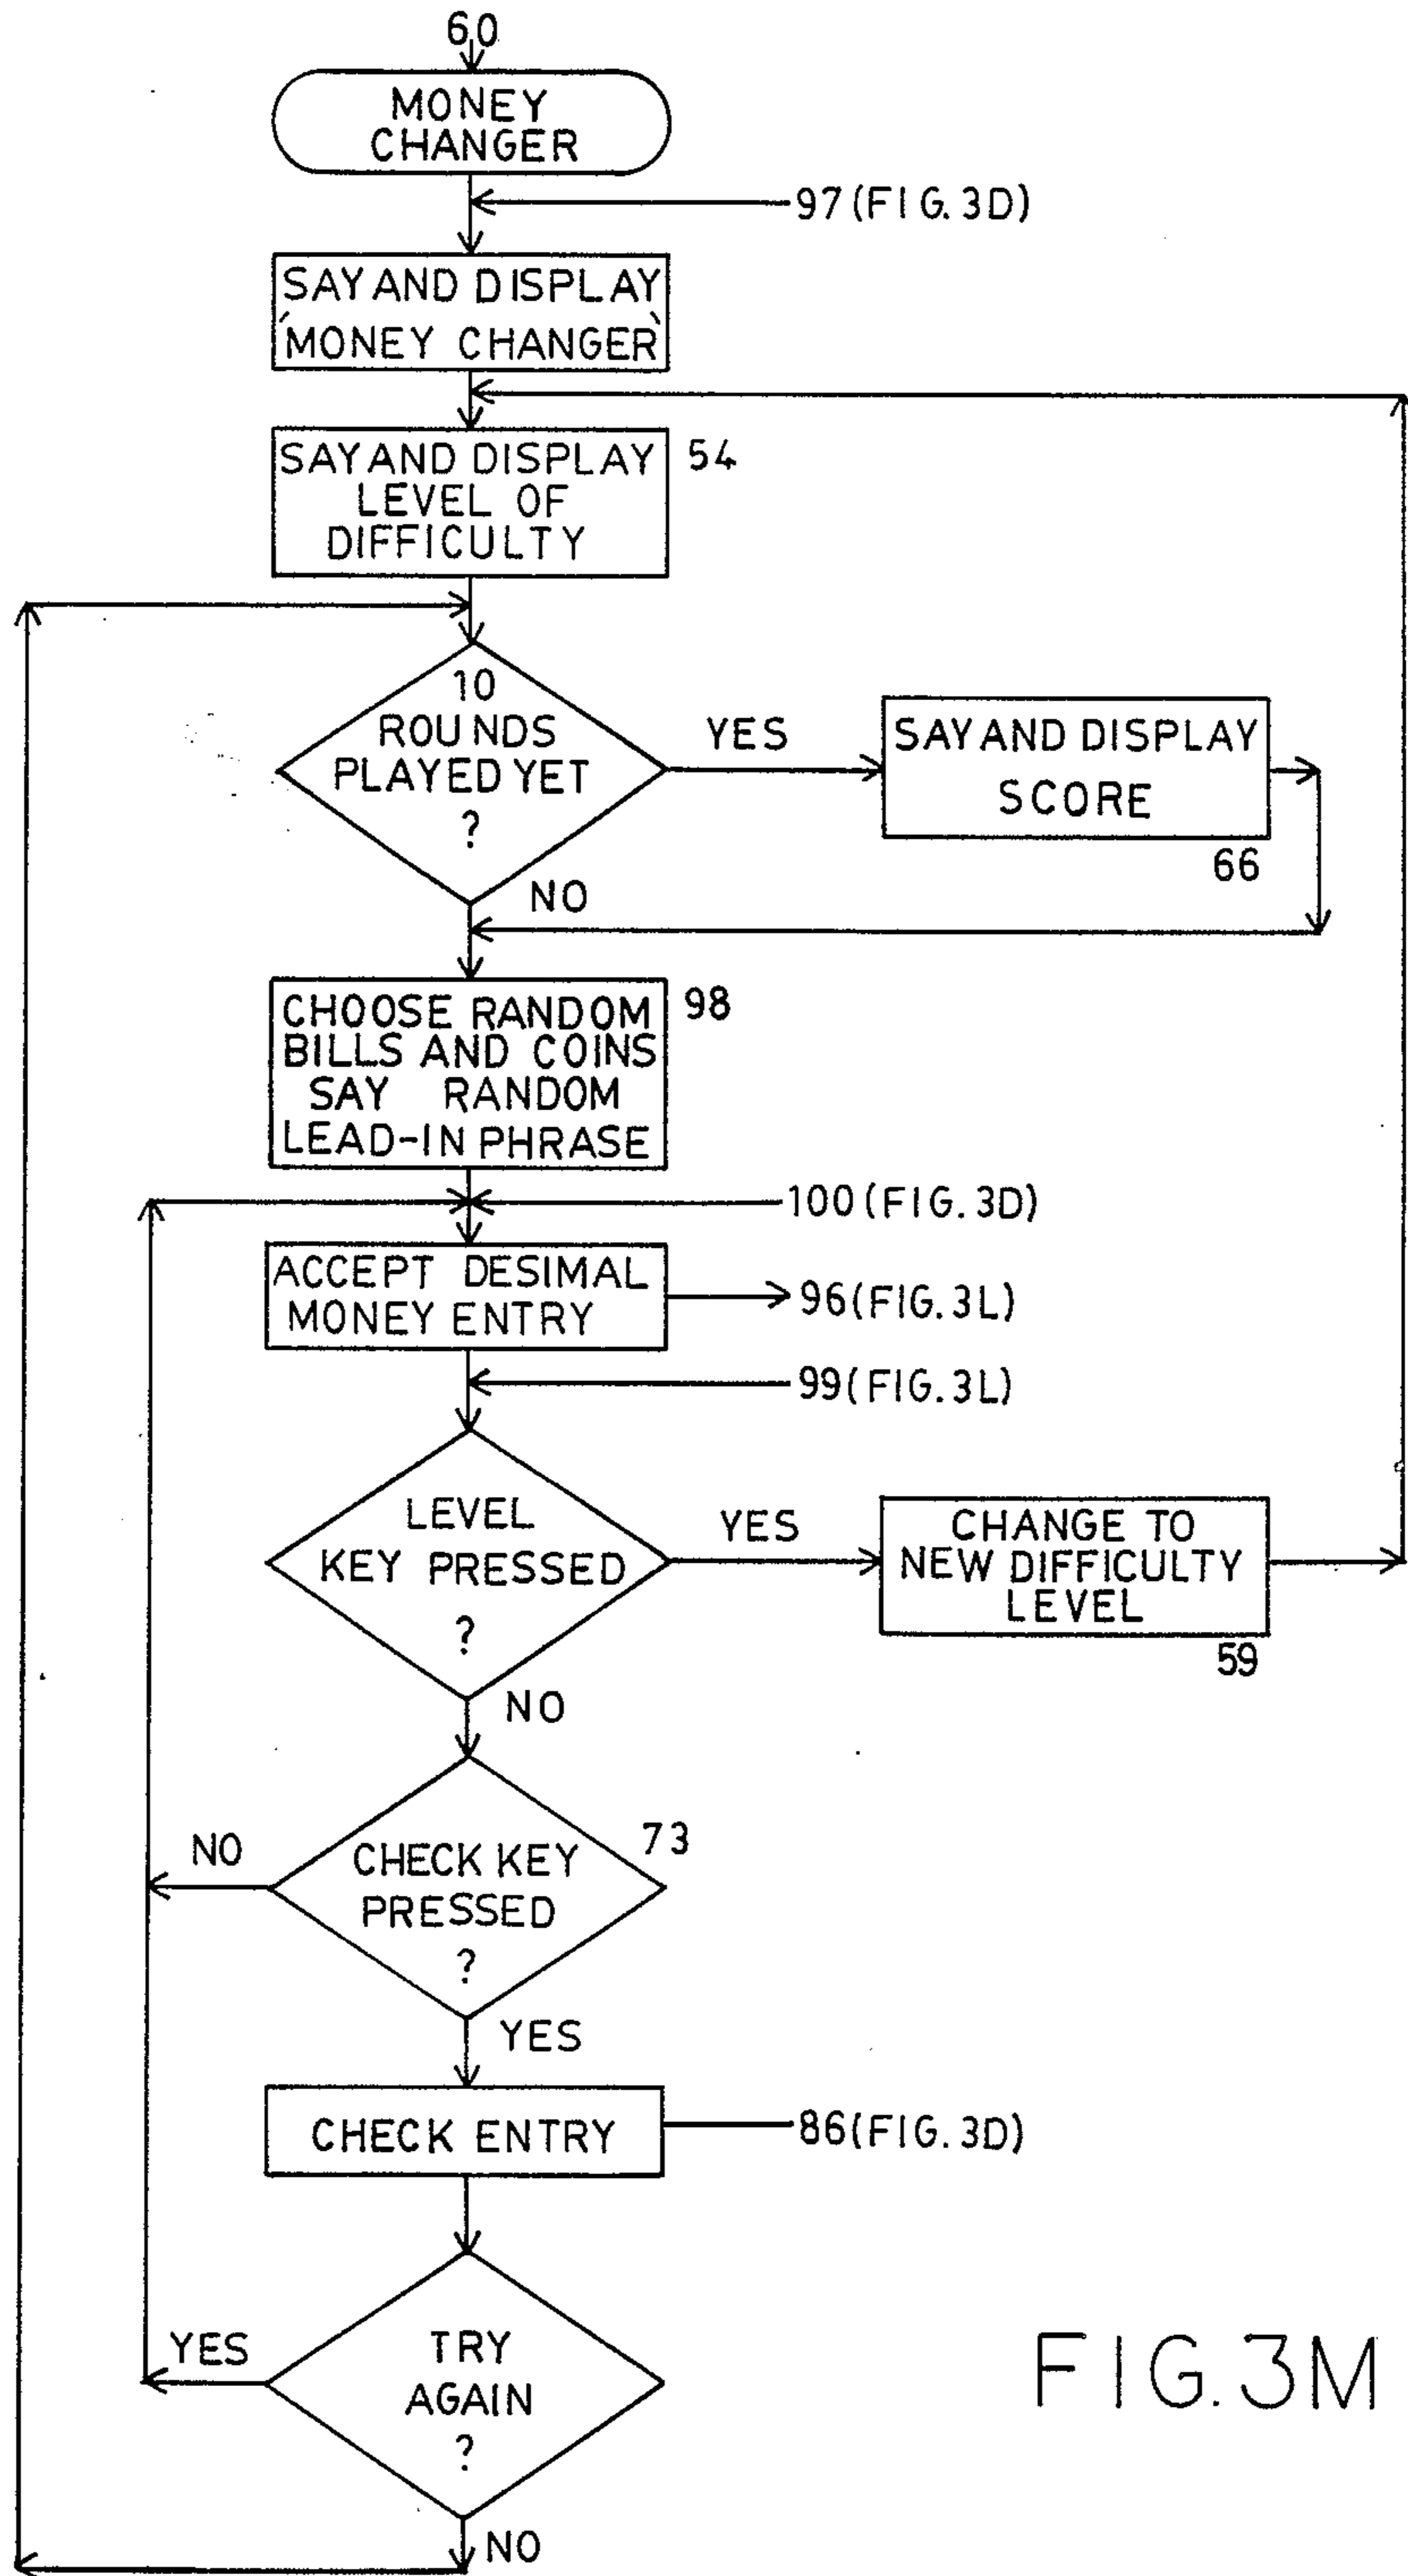 60
MONEY
CHANGER
97 (FIG. 3D)
SAY AND DISPLAY
'MONEY CHANGER'
SAY AND DISPLAY
LEVEL OF
DIFFICULTY
54
10
ROUNDS
PLAYED YET
?
YES
SAY AND DISPLAY
SCORE
66
NO
CHOOSE RANDOM
BILLS AND COINS
SAY RANDOM
LEAD-IN PHRASE
98
100 (FIG. 3D)
ACCEPT DESIMAL
MONEY ENTRY
96 (FIG. 3L)
99 (FIG. 3L)
LEVEL
KEY PRESSED
?
YES
CHANGE TO
NEW DIFFICULTY
LEVEL
59
NO
NO
CHECK KEY
PRESSED
?
73
YES
CHECK ENTRY
86 (FIG. 3D)
YES
TRY
AGAIN
?
NO
FIG. 3M